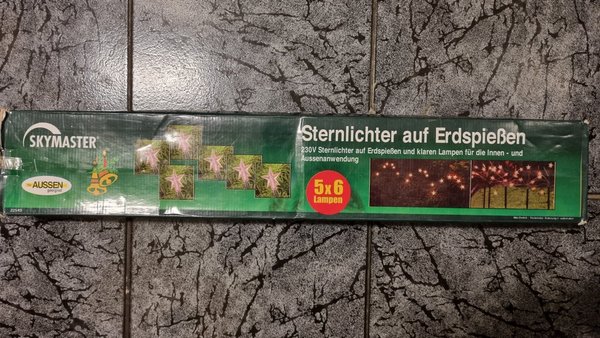 SKYMASTER
AUSSEN
geeignet
Sternlichter auf Erdspießen
230V Sternlichter auf Erdspießen und klaren Lampen für die Innen - und
Aussenanwendung
5x6
Lampen